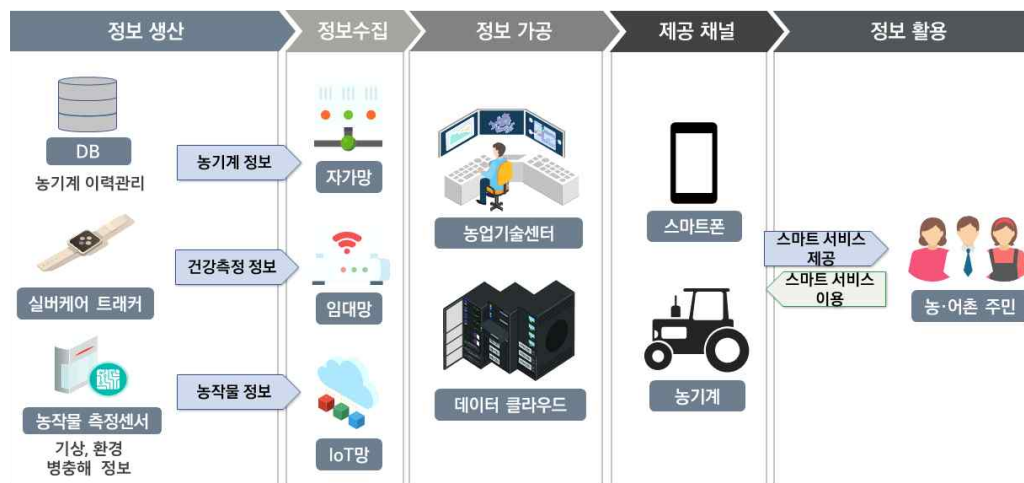 정보 생산
정보수집
정보 가공
제공 채널
정보 활용
DB
농기계 이력관리
농기계 정보
자가망
실버케어 트래커
건강측정 정보
임대망
농작물 측정센서
기상, 환경
병충해 정보
농작물 정보
IoT망
농업기술센터
데이터 클라우드
스마트폰
농기계
스마트 서비스
제공
스마트 서비스
이용
농·어촌 주민